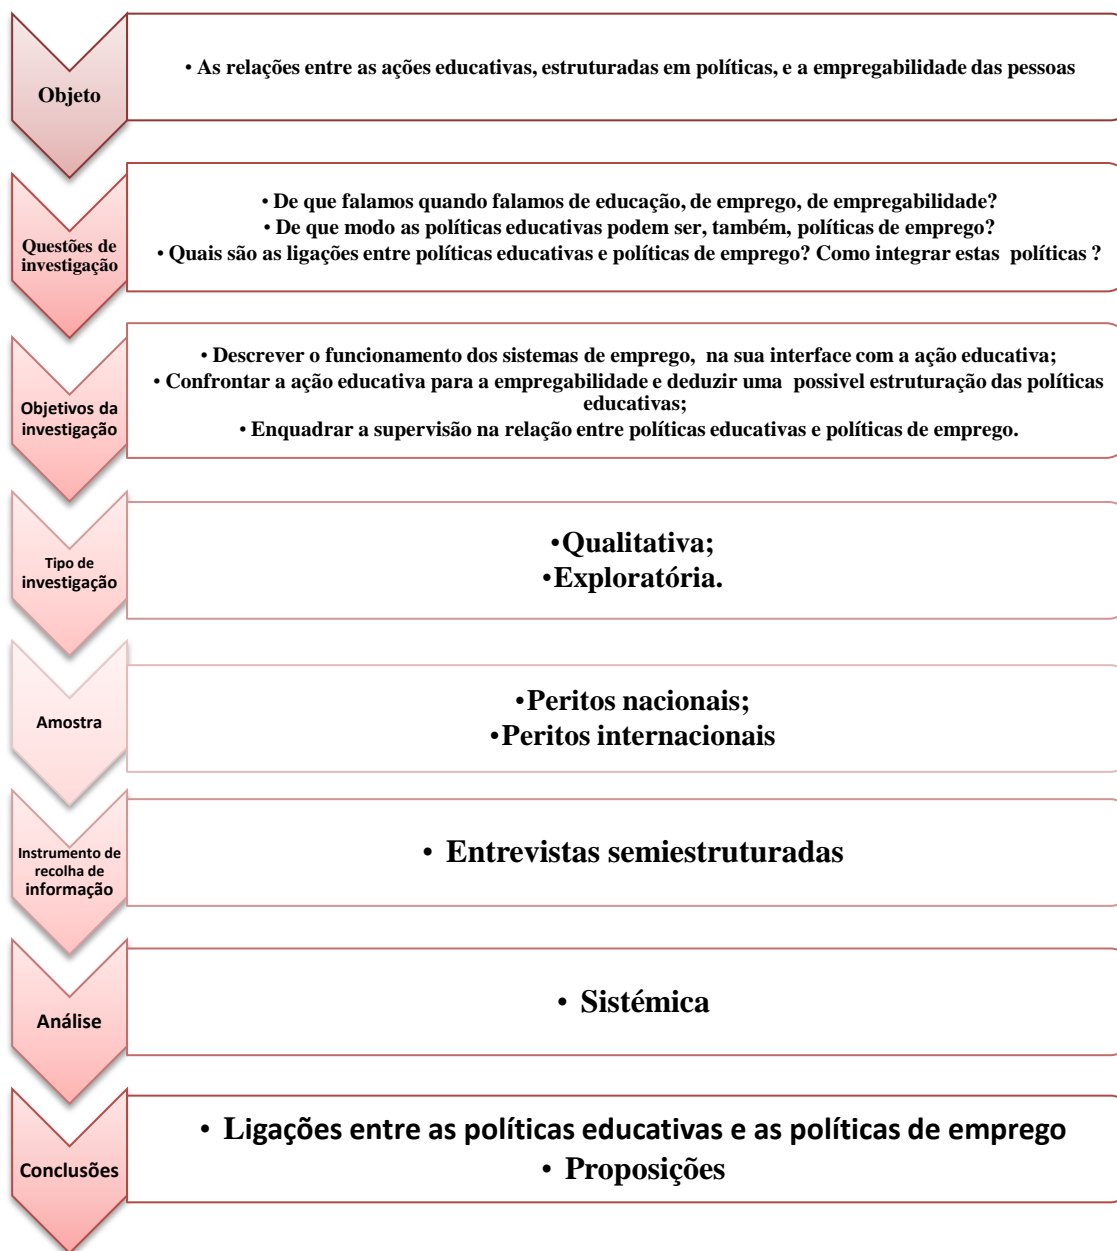 Objeto
• As relações entre as ações educativas, estruturadas em políticas, e a empregabilidade das pessoas
Questões de
investigação
• De que falamos quando falamos de educação, de emprego, de empregabilidade?
• De que modo as políticas educativas podem ser, também, políticas de emprego?
• Quais são as ligações entre políticas educativas e políticas de emprego? Como integrar estas políticas ?
Objetivos da
investigação
• Descrever o funcionamento dos sistemas de emprego, na sua interface com a ação educativa;
• Confrontar a ação educativa para a empregabilidade e deduzir uma possivel estruturação das políticas
educativas;
• Enquadrar a supervisão na relação entre políticas educativas e políticas de emprego.
Tipo de
investigação
•Qualitativa;
•Exploratória.
Amostra
•Peritos nacionais;
•Peritos internacionais
Instrumento de
recolha de
informação
• Entrevistas semiestruturadas
Análise
• Sistémica
Conclusões
• Ligações entre as políticas educativas e as políticas de emprego
• Proposições